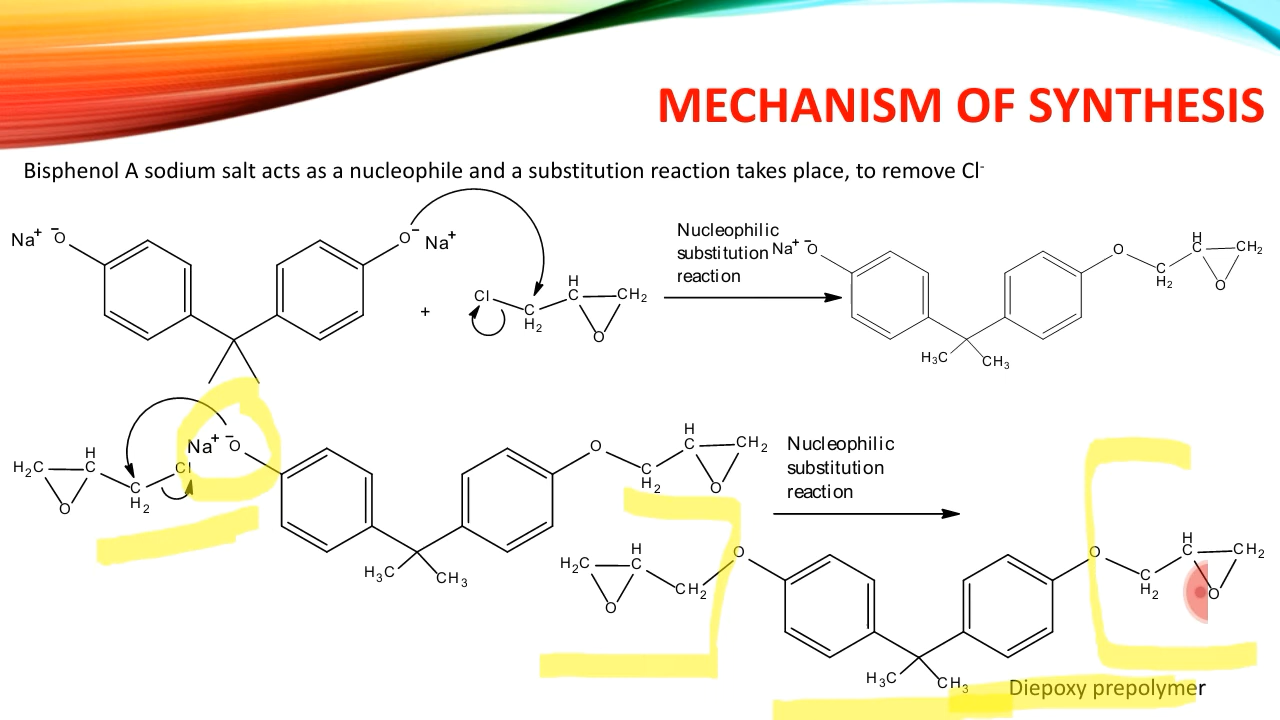 MECHANISM OF SYNTHESIS
Bisphenol A sodium salt acts as a nucleophile and a substitution reaction takes place, to remove Cl⁻
Na⁺ ⁻O
O⁻ Na⁺
+
Cl
C
H₂
H
C
CH₂
O
Nucleophilic
substitution
reaction
Na⁺ ⁻O
H₃C
CH₃
O
C
H₂
H
C
CH₂
O
H₂C
H
C
O
C
H₂
Cl
Na⁺ ⁻O
H₃C
CH₃
O
C
H₂
H
C
CH₂
O
Nucleophilic
substitution
reaction
H₂C
H
C
O
CH₂
O
H₃C
CH₃
O
C
H₂
H
C
CH₂
O
Diepoxy prepolymer